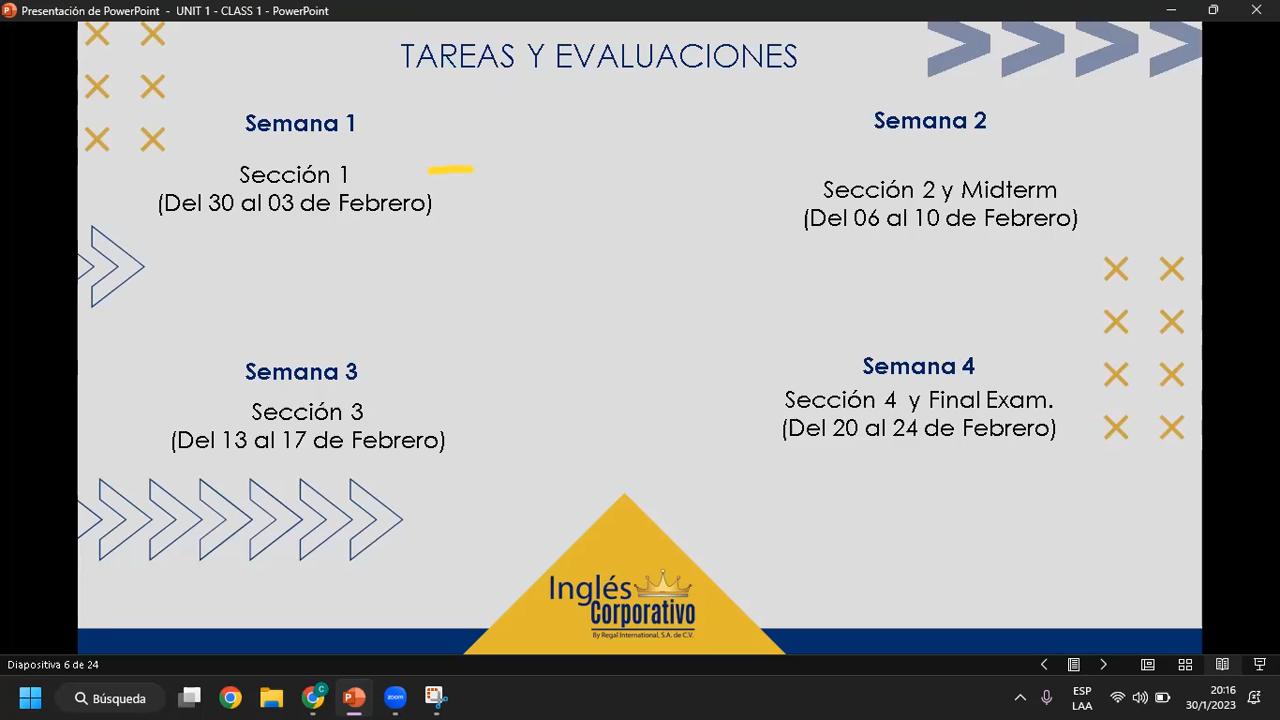 Presentación de PowerPoint - UNIT 1 - CLASS 1 - PowerPoint
TAREAS Y EVALUACIONES
Semana 1
Sección 1
(Del 30 al 03 de Febrero)
Semana 2
Sección 2 y Midterm
(Del 06 al 10 de Febrero)
Semana 3
Sección 3
(Del 13 al 17 de Febrero)
Semana 4
Sección 4 y Final Exam.
(Del 20 al 24 de Febrero)
Inglés
Corporativo
By Regal International, S.A. de C.V.
Diapositiva 6 de 24
Búsqueda
C
zoom
ESP
LAA
20:16
30/1/2023